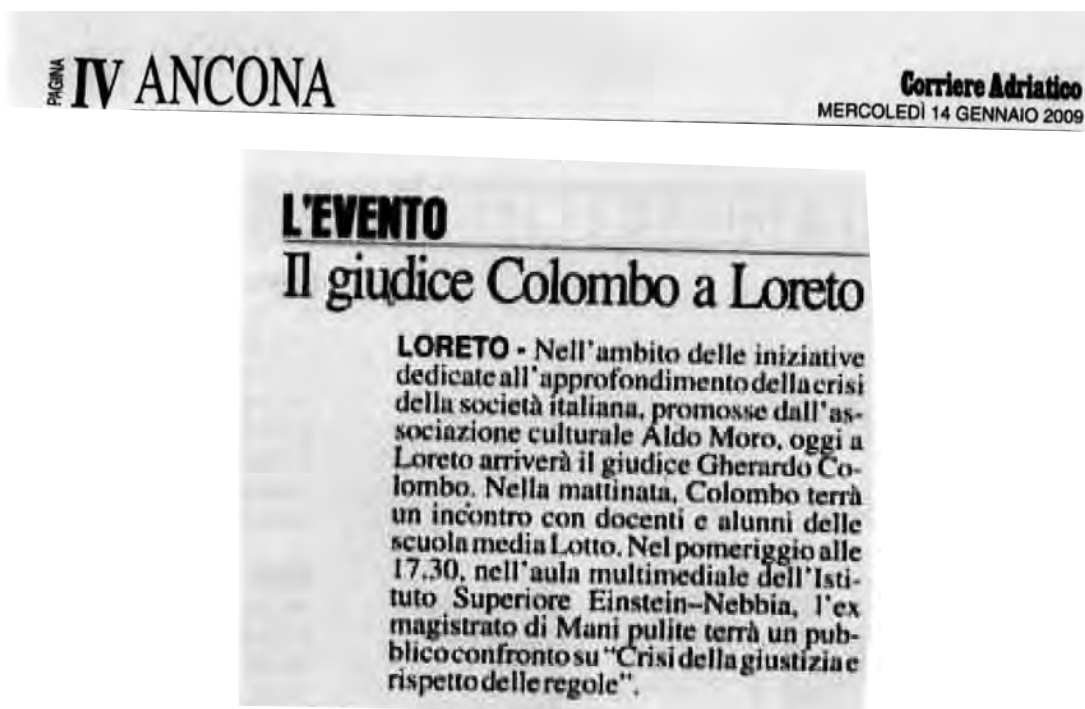 PAGINA IV ANCONA
Corriere Adriatico
MERCOLEDÌ 14 GENNAIO 2009
L'EVENTO
Il giudice Colombo a Loreto
LORETO - Nell'ambito delle iniziative
dedicate all'approfondimento della crisi
della società italiana, promosse dall'as-
sociazione culturale Aldo Moro, oggi a
Loreto arriverà il giudice Gherardo Co-
lombo. Nella mattinata, Colombo terrà
un incontro con docenti e alunni delle
scuola media Lotto. Nel pomeriggio alle
17.30, nell'aula multimediale dell'Isti-
tuto Superiore Einstein–Nebbia, l'ex
magistrato di Mani pulite terrà un pub-
blico confronto su "Crisi della giustizia e
rispetto delle regole".